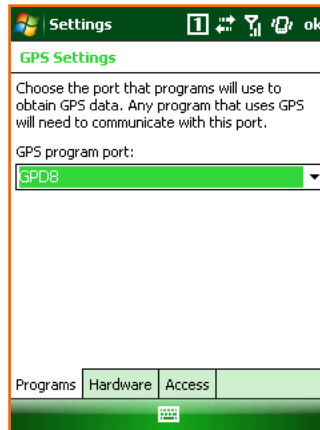 Settings 1 ok
GPS Settings
Choose the port that programs will use to
obtain GPS data. Any program that uses GPS
will need to communicate with this port.
GPS program port:
GPD8
Programs Hardware Access